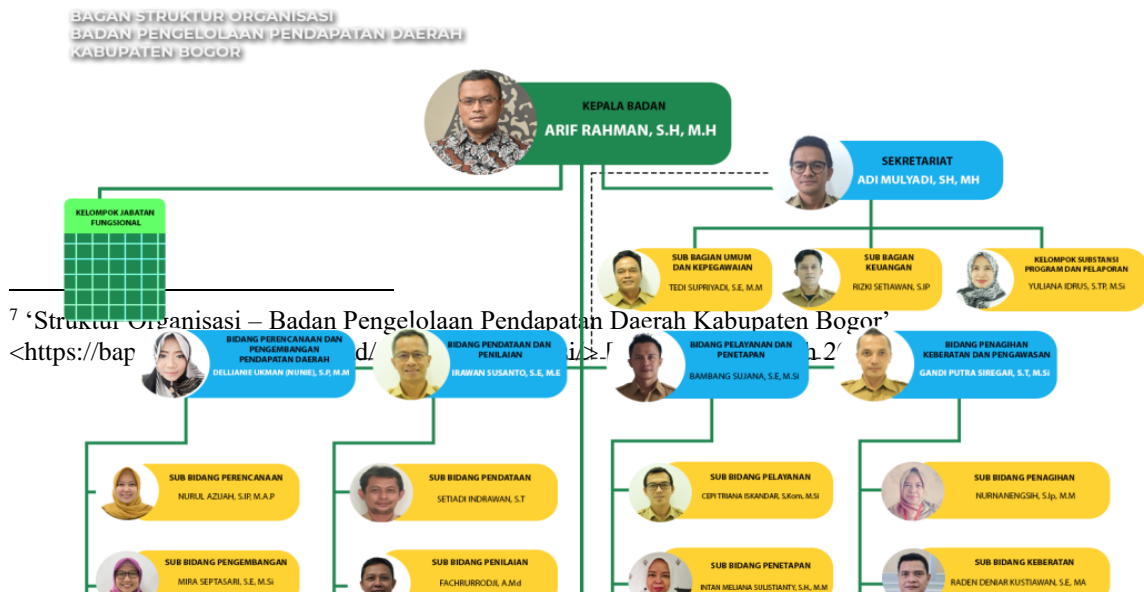 BAGAN STRUKTUR ORGANISASI
BADAN PENGELOLAAN PENDAPATAN DAERAH
KABUPATEN BOGOR
KEPALA BADAN
ARIF RAHMAN, S.H, M.H
SEKRETARIAT
ADI MULYADI, SH, MH
KELOMPOK JABATAN
FUNGSIONAL
SUB BAGIAN UMUM
DAN KEPEGAWAIAN
TEDI SUPRIYADI, S.E, M.M
SUB BAGIAN
KEUANGAN
RIZKI SETIAWAN, S.IP
KELOMPOK SUBSTANSI
PROGRAM DAN PELAPORAN
YULIANA IDRUS, S.TP, M.Si
7 ‘Struktur Organisasi – Badan Pengelolaan Pendapatan Daerah Kabupaten Bogor’
<https://bap
BIDANG PERENCANAAN DAN
PENGEMBANGAN
PENDAPATAN DAERAH
DELLIANIE UKMAN (NUNIE), S.P, M.M
BIDANG PENDATAAN DAN
PENILAIAN
IRAWAN SUSANTO, S.E, M.E
BIDANG PELAYANAN DAN
PENETAPAN
BAMBANG SUJANA, S.E, M.Si
BIDANG PENAGIHAN
KEBERATAN DAN PENGAWASAN
GANDI PUTRA SIREGAR, S.T, M.Si
SUB BIDANG PERENCANAAN
NURUL AZIJAH, S.IP, M.A.P
SUB BIDANG PENDATAAN
SETIADI INDRAWAN, S.T
SUB BIDANG PELAYANAN
CEPI TRIANA ISKANDAR, S.Kom, M.Si
SUB BIDANG PENAGIHAN
NURNANENGSIH, S.Ip, M.M
SUB BIDANG PENGEMBANGAN
MIRA SEPTASARI, S.E, M.Si
SUB BIDANG PENILAIAN
FACHRURRODJI, A.Md
SUB BIDANG PENETAPAN
INTAN MELJANA SULISTIANTY, S.H., M.M
SUB BIDANG KEBERATAN
RADEN DENIAR KUSTIAWAN, S.E, MA